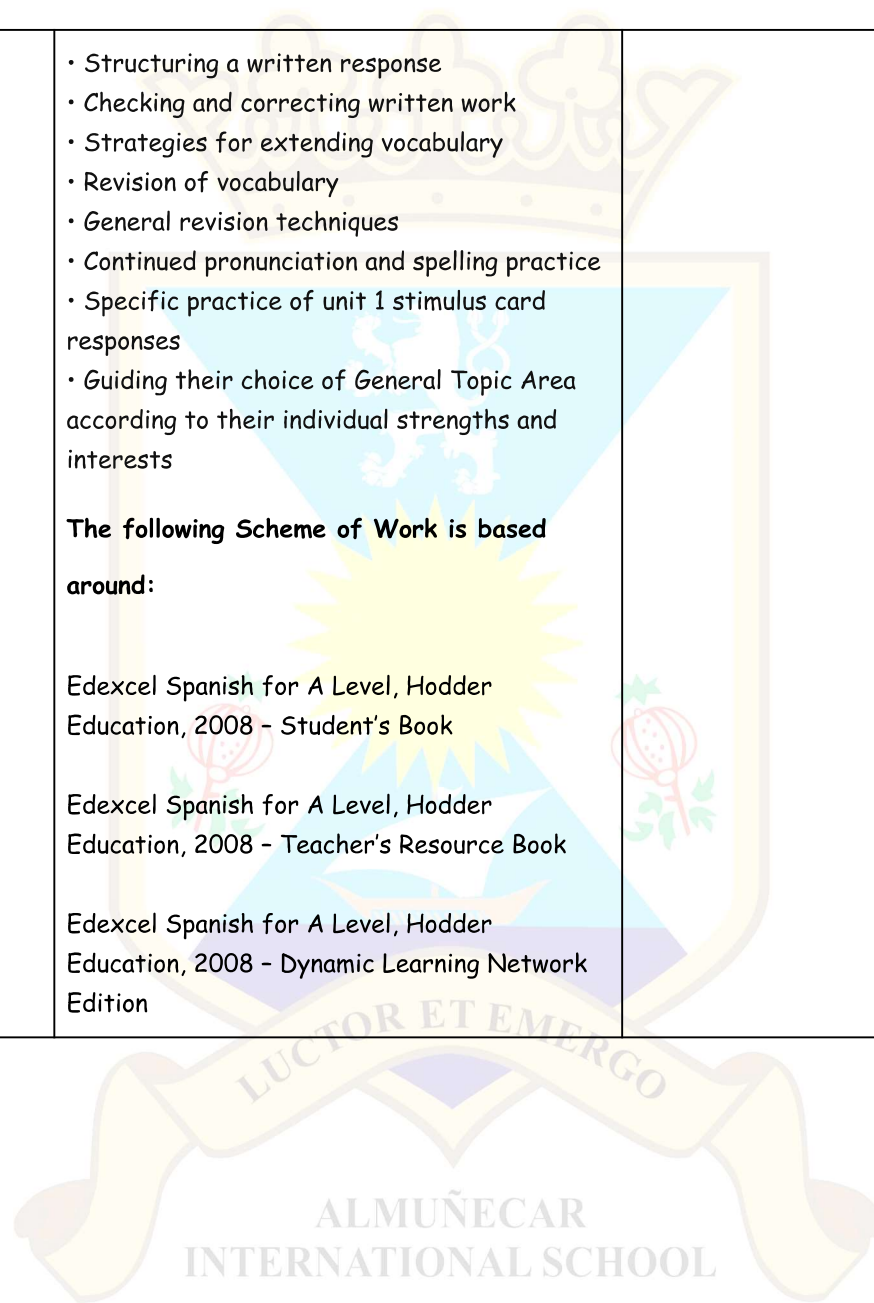 • Structuring a written response
• Checking and correcting written work
• Strategies for extending vocabulary
• Revision of vocabulary
• General revision techniques
• Continued pronunciation and spelling practice
• Specific practice of unit 1 stimulus card
responses
• Guiding their choice of General Topic Area
according to their individual strengths and
interests
The following Scheme of Work is based
around:
Edexcel Spanish for A Level, Hodder
Education, 2008 – Student’s Book
Edexcel Spanish for A Level, Hodder
Education, 2008 – Teacher’s Resource Book
Edexcel Spanish for A Level, Hodder
Education, 2008 – Dynamic Learning Network
Edition
LUCTOR ET EMERGO
ALMUÑECAR
INTERNATIONAL SCHOOL